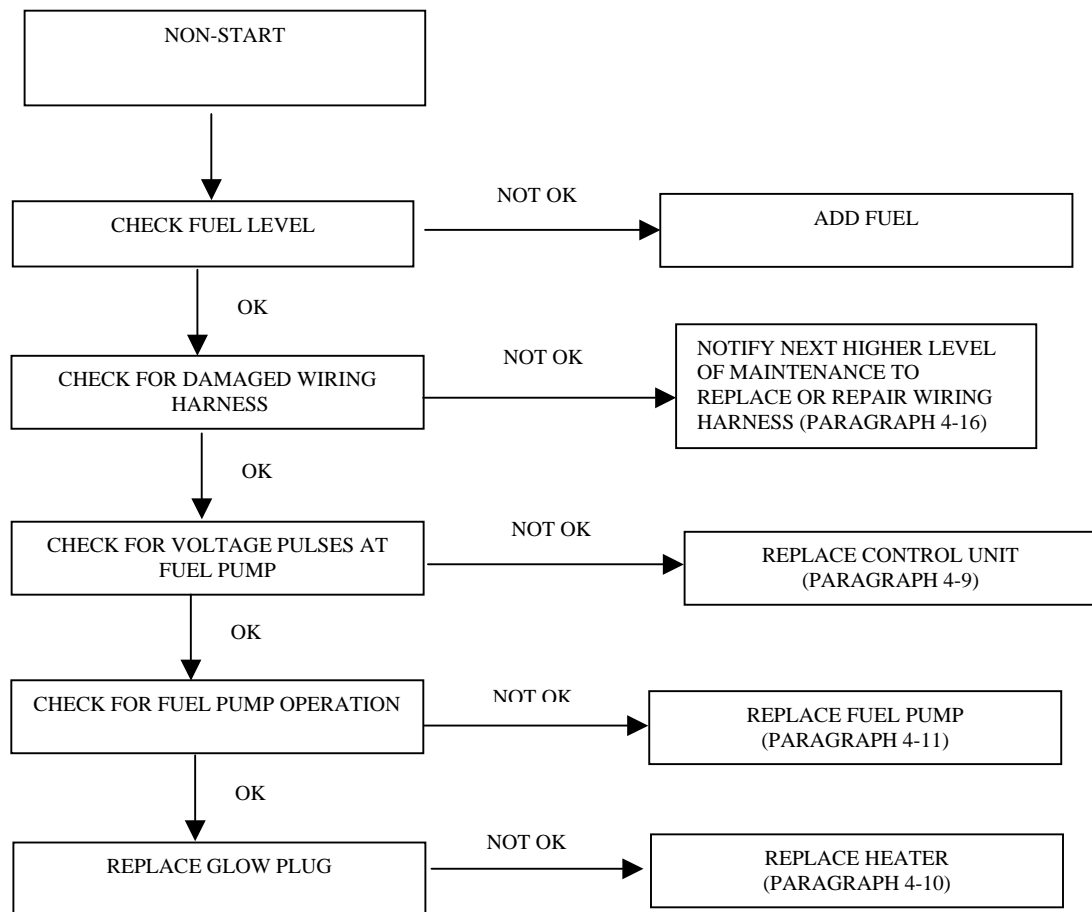 NON-START
CHECK FUEL LEVEL
NOT OK
ADD FUEL
OK
CHECK FOR DAMAGED WIRING
HARNESS
NOT OK
NOTIFY NEXT HIGHER LEVEL
OF MAINTENANCE TO
REPLACE OR REPAIR WIRING
HARNESS (PARAGRAPH 4-16)
OK
CHECK FOR VOLTAGE PULSES AT
FUEL PUMP
NOT OK
REPLACE CONTROL UNIT
(PARAGRAPH 4-9)
OK
CHECK FOR FUEL PUMP OPERATION
NOT OK
REPLACE FUEL PUMP
(PARAGRAPH 4-11)
OK
REPLACE GLOW PLUG
NOT OK
REPLACE HEATER
(PARAGRAPH 4-10)